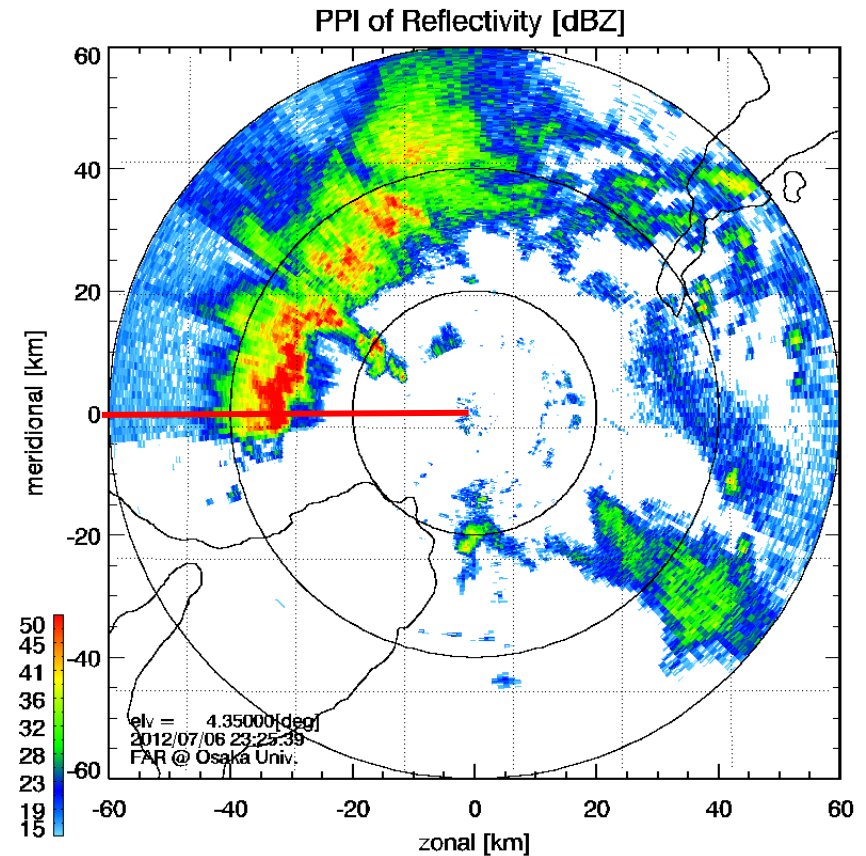 PPI of Reflectivity [dBZ]
60
40
20
0
-20
-40
-60
meridional [km]
50
45
41
36
32
28
23
19
15
elv = 4.35000[deg]
2012/07/06 23:25:39
FAR @ Osaka Univ.
-60 -40 -20 0 20 40 60
zonal [km]